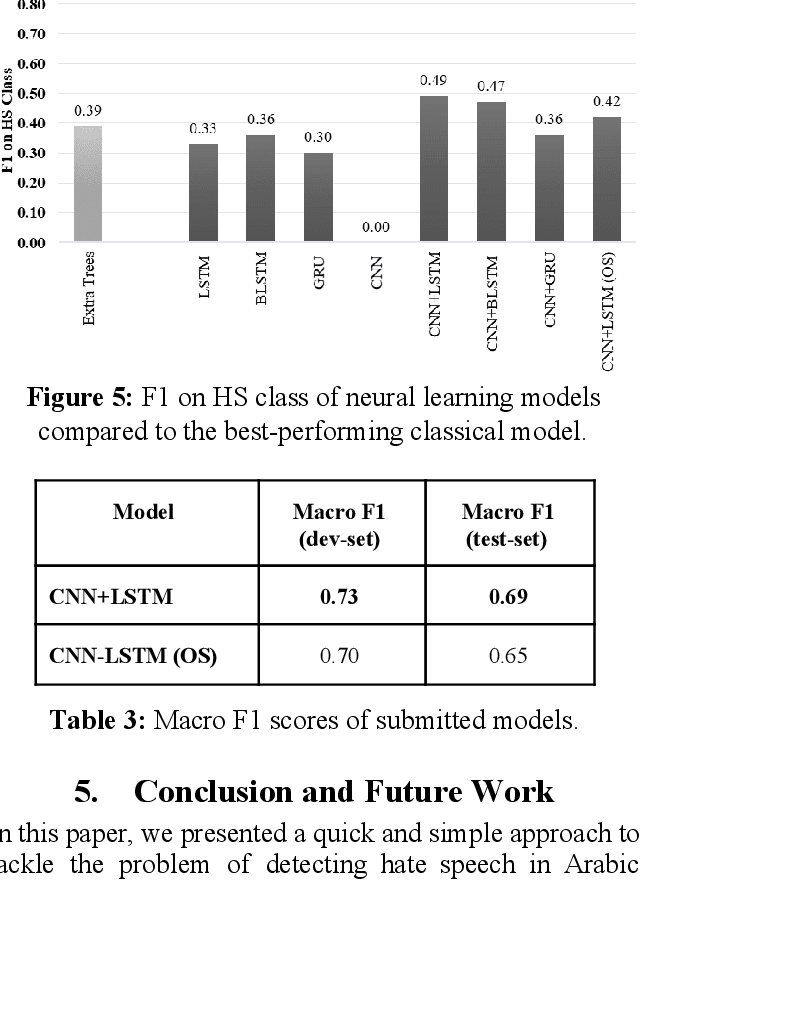 0.80
0.70
0.60
0.50
0.40
0.30
0.20
0.10
0.00
F1 on HS Class
0.39
0.33
0.36
0.30
0.00
0.49
0.47
0.36
0.42
Extra Trees
LSTM
BLSTM
GRU
CNN
CNN+LSTM
CNN+BLSTM
CNN+GRU
CNN+LSTM (OS)
Figure 5: F1 on HS class of neural learning models
compared to the best-performing classical model.
Model Macro F1 Macro F1
(dev-set) (test-set)
CNN+LSTM 0.73 0.69
CNN-LSTM (OS) 0.70 0.65
Table 3: Macro F1 scores of submitted models.
5. Conclusion and Future Work
n this paper, we presented a quick and simple approach to
ackle the problem of detecting hate speech in Arabic